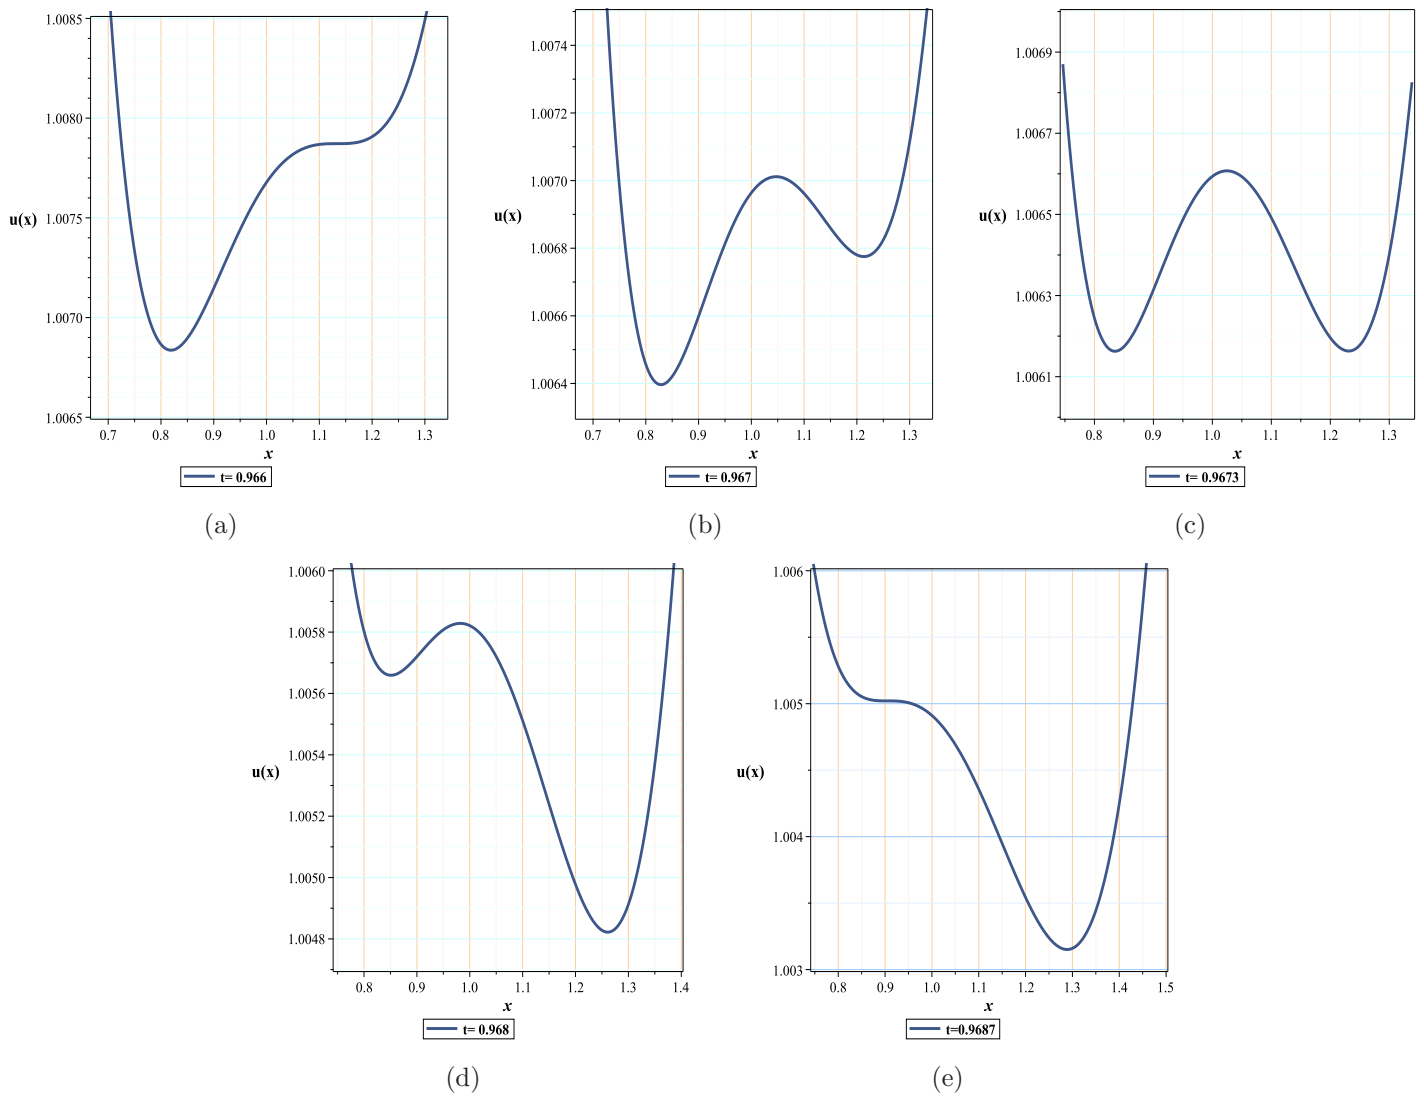 1.0085
1.0080
1.0075
1.0070
1.0065
u(x)
0.7 0.8 0.9 1.0 1.1 1.2 1.3
x
t= 0.966
(a)
1.0074
1.0072
1.0070
1.0068
1.0066
1.0064
u(x)
0.7 0.8 0.9 1.0 1.1 1.2 1.3
x
t= 0.967
(b)
1.0069
1.0067
1.0065
1.0063
1.0061
u(x)
0.8 0.9 1.0 1.1 1.2 1.3
x
t= 0.9673
(c)
1.0060
1.0058
1.0056
1.0054
1.0052
1.0050
1.0048
u(x)
0.8 0.9 1.0 1.1 1.2 1.3 1.4
x
t= 0.968
(d)
1.006
1.005
1.004
1.003
u(x)
0.8 0.9 1.0 1.1 1.2 1.3 1.4 1.5
x
t=0.9687
(e)